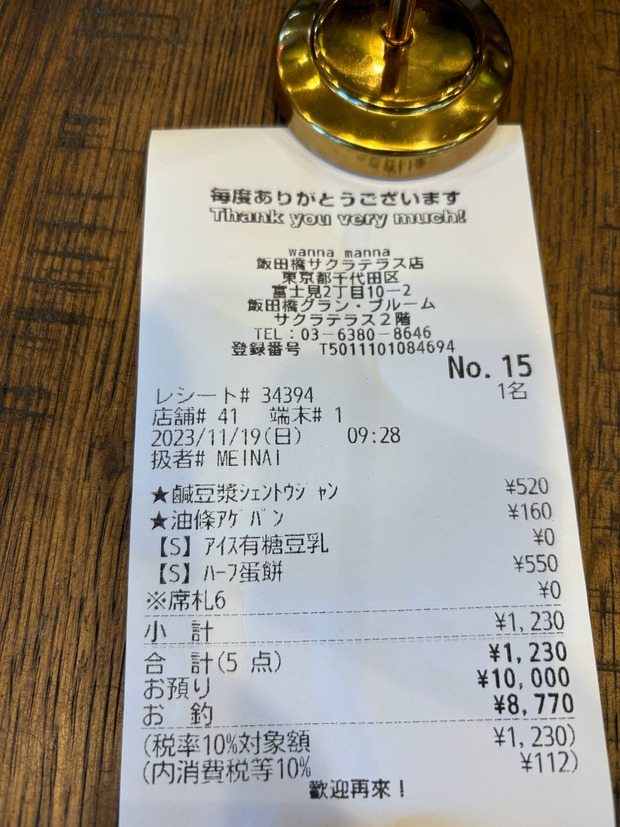 毎度ありがとうございます
Thank you very much!
wanna manna
飯田橋サクラテラス店
東京都千代田区
富士見2丁目10-2
飯田橋グラン・ブルーム
サクラテラス2階
TEL:03-6380-8646
登録番号 T5011101084694
No. 15
レシート# 34394 1名
店舗# 41 端末# 1
2023/11/19(日) 09:28
扱者# MEINAI
★鹹豆漿シェントウジャン ¥520
★油條アゲパン ¥160
【S】アイス有糖豆乳 ¥0
【S】ハーフ蛋餅 ¥550
※席札6 ¥0
小 計 ¥1,230
合 計(5 点) ¥1,230
お預り ¥10,000
お 釣 ¥8,770
(税率10%対象額 ¥1,230)
(内消費税等10% ¥112)
歡迎再來!